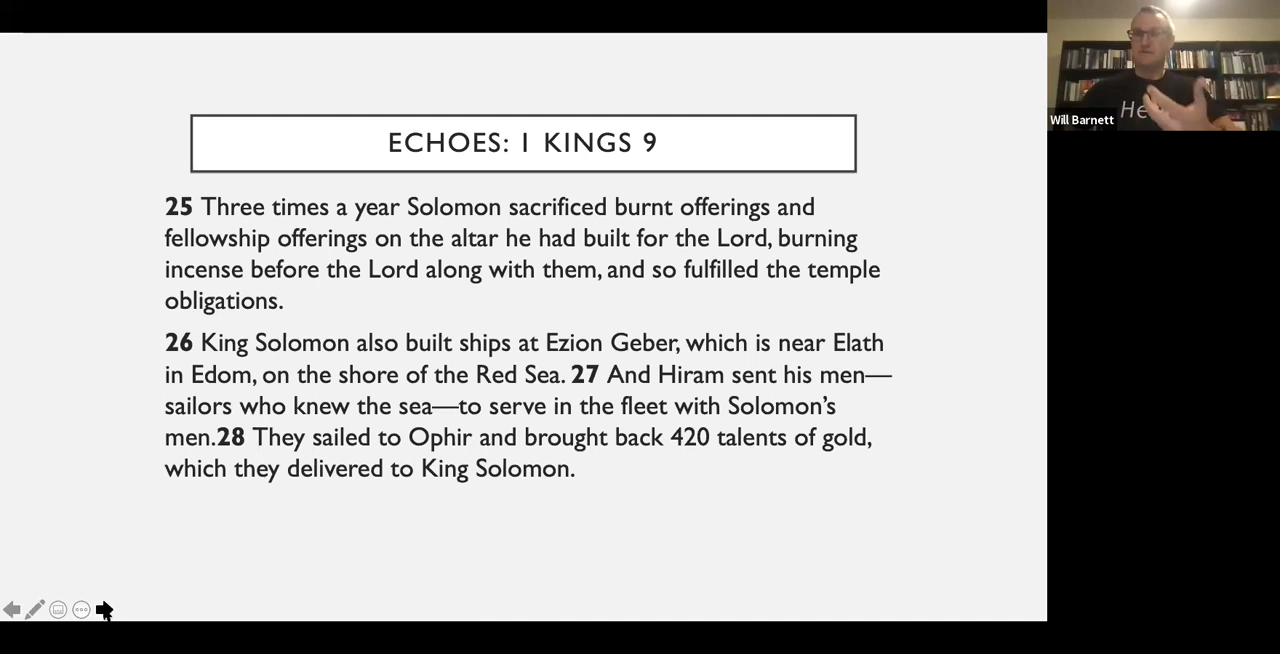 ECHOES: 1 KINGS 9
25 Three times a year Solomon sacrificed burnt offerings and
fellowship offerings on the altar he had built for the Lord, burning
incense before the Lord along with them, and so fulfilled the temple
obligations.
26 King Solomon also built ships at Ezion Geber, which is near Elath
in Edom, on the shore of the Red Sea. 27 And Hiram sent his men—
sailors who knew the sea—to serve in the fleet with Solomon's
men.28 They sailed to Ophir and brought back 420 talents of gold,
which they delivered to King Solomon.
He
Will Barnett